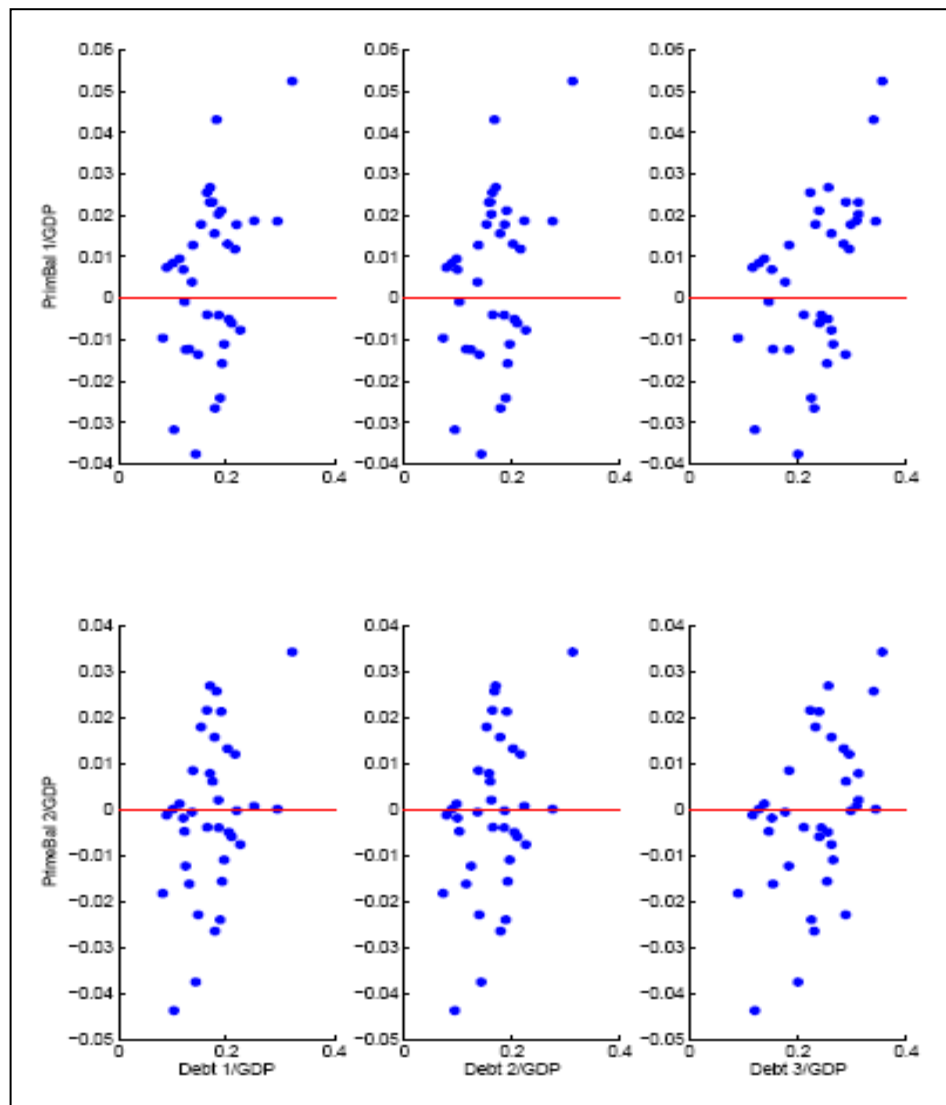 0.06 0.06 0.06
0.05 0.05 0.05
0.04 0.04 0.04
0.03 0.03 0.03
0.02 0.02 0.02
0.01 0.01 0.01
0 0 0
−0.01 −0.01 −0.01
−0.02 −0.02 −0.02
−0.03 −0.03 −0.03
−0.04 −0.04 −0.04
0 0.2 0.4 0 0.2 0.4 0 0.2 0.4
PrimBal 1/GDP
0.04 0.04 0.04
0.03 0.03 0.03
0.02 0.02 0.02
0.01 0.01 0.01
0 0 0
−0.01 −0.01 −0.01
−0.02 −0.02 −0.02
−0.03 −0.03 −0.03
−0.04 −0.04 −0.04
−0.05 −0.05 −0.05
0 0.2 0.4 0 0.2 0.4 0 0.2 0.4
PrimeBal 2/GDP
Debt 1/GDP Debt 2/GDP Debt 3/GDP